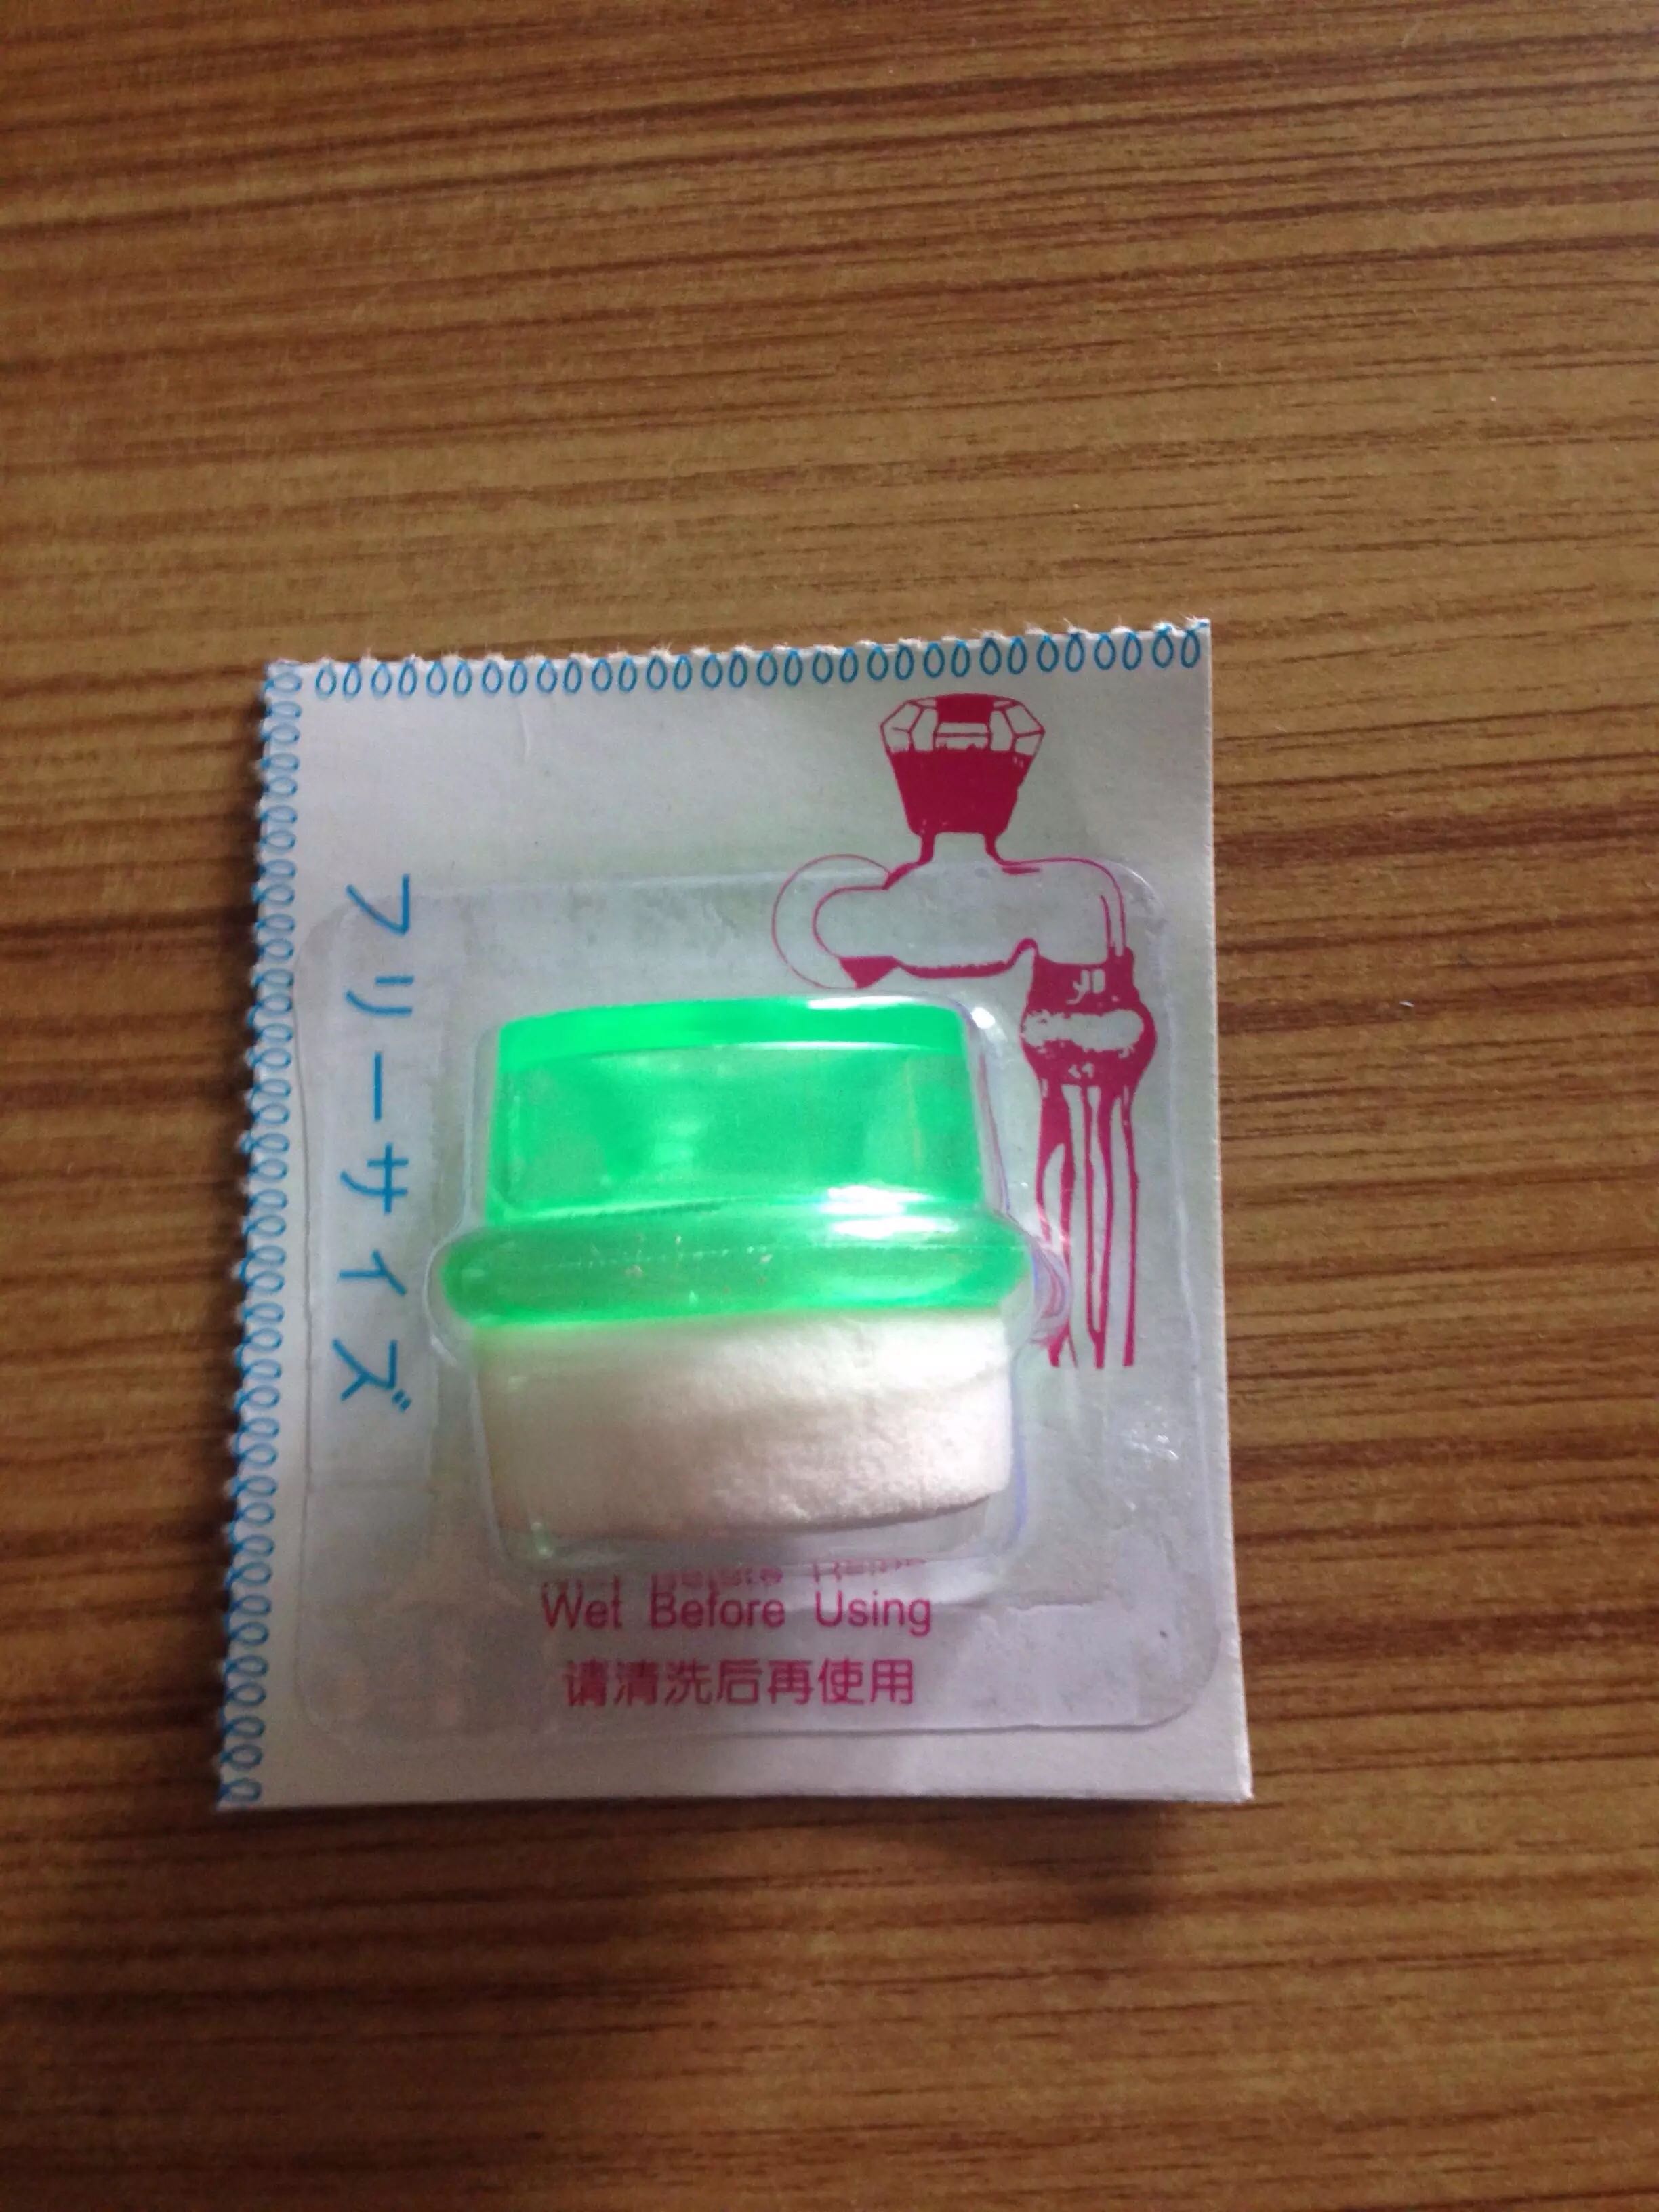 フリーサイズ
Wet Before Using
请清洗后再使用